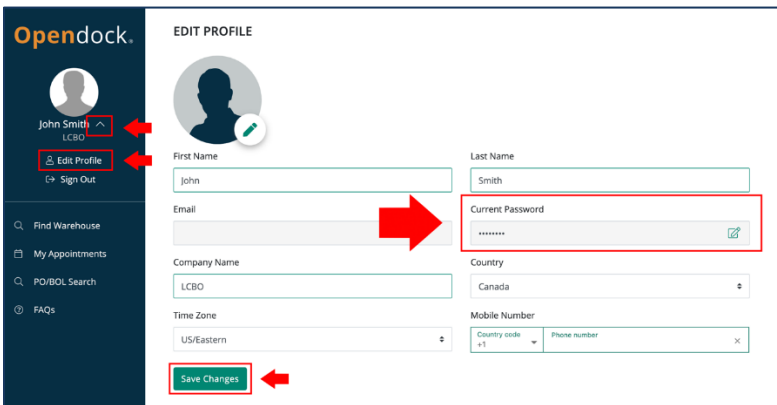 Opendock.
John Smith
LCBO
Edit Profile
Sign Out
Find Warehouse
My Appointments
PO/BOL Search
FAQs
EDIT PROFILE
First Name
Last Name
John
Smith
Email
Current Password
••••••••
Company Name
Country
LCBO
Canada
Time Zone
Mobile Number
US/Eastern
Country code
+1
Phone number
Save Changes